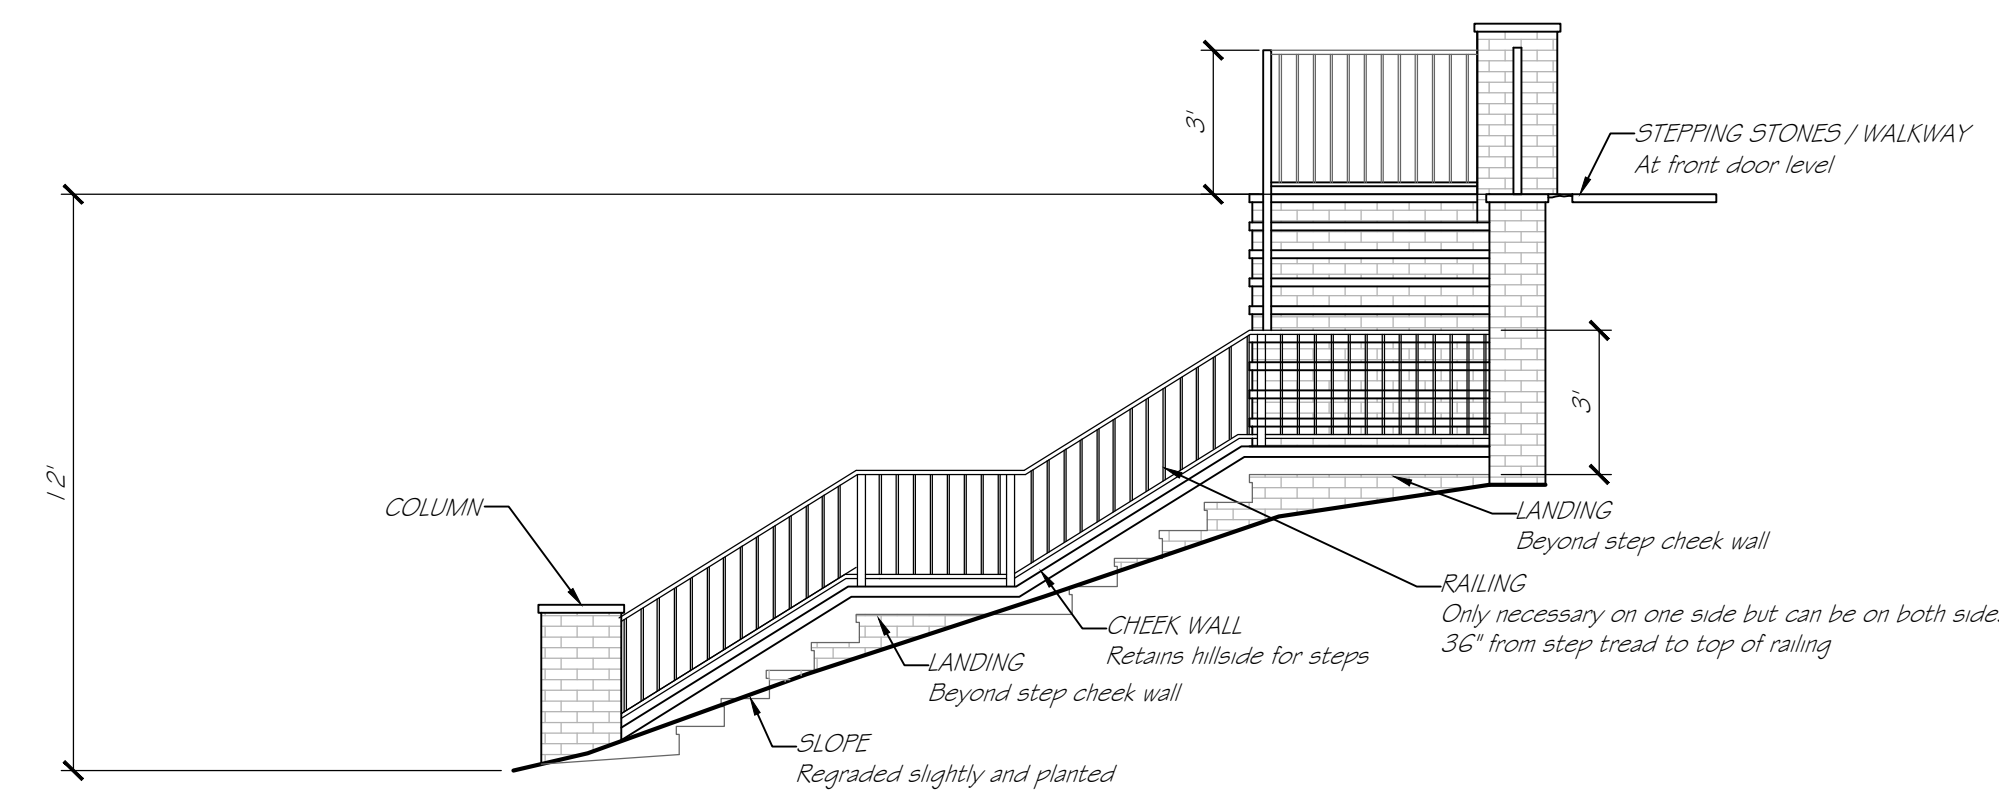 3'
STEPPING STONES / WALKWAY
At front door level
3'
12'
COLUMN
LANDING
Beyond step cheek wall
RAILING
Only necessary on one side but can be on both side
36" from step tread to top of railing
CHEEK WALL
Retains hillside for steps
LANDING
Beyond step cheek wall
SLOPE
Regraded slightly and planted